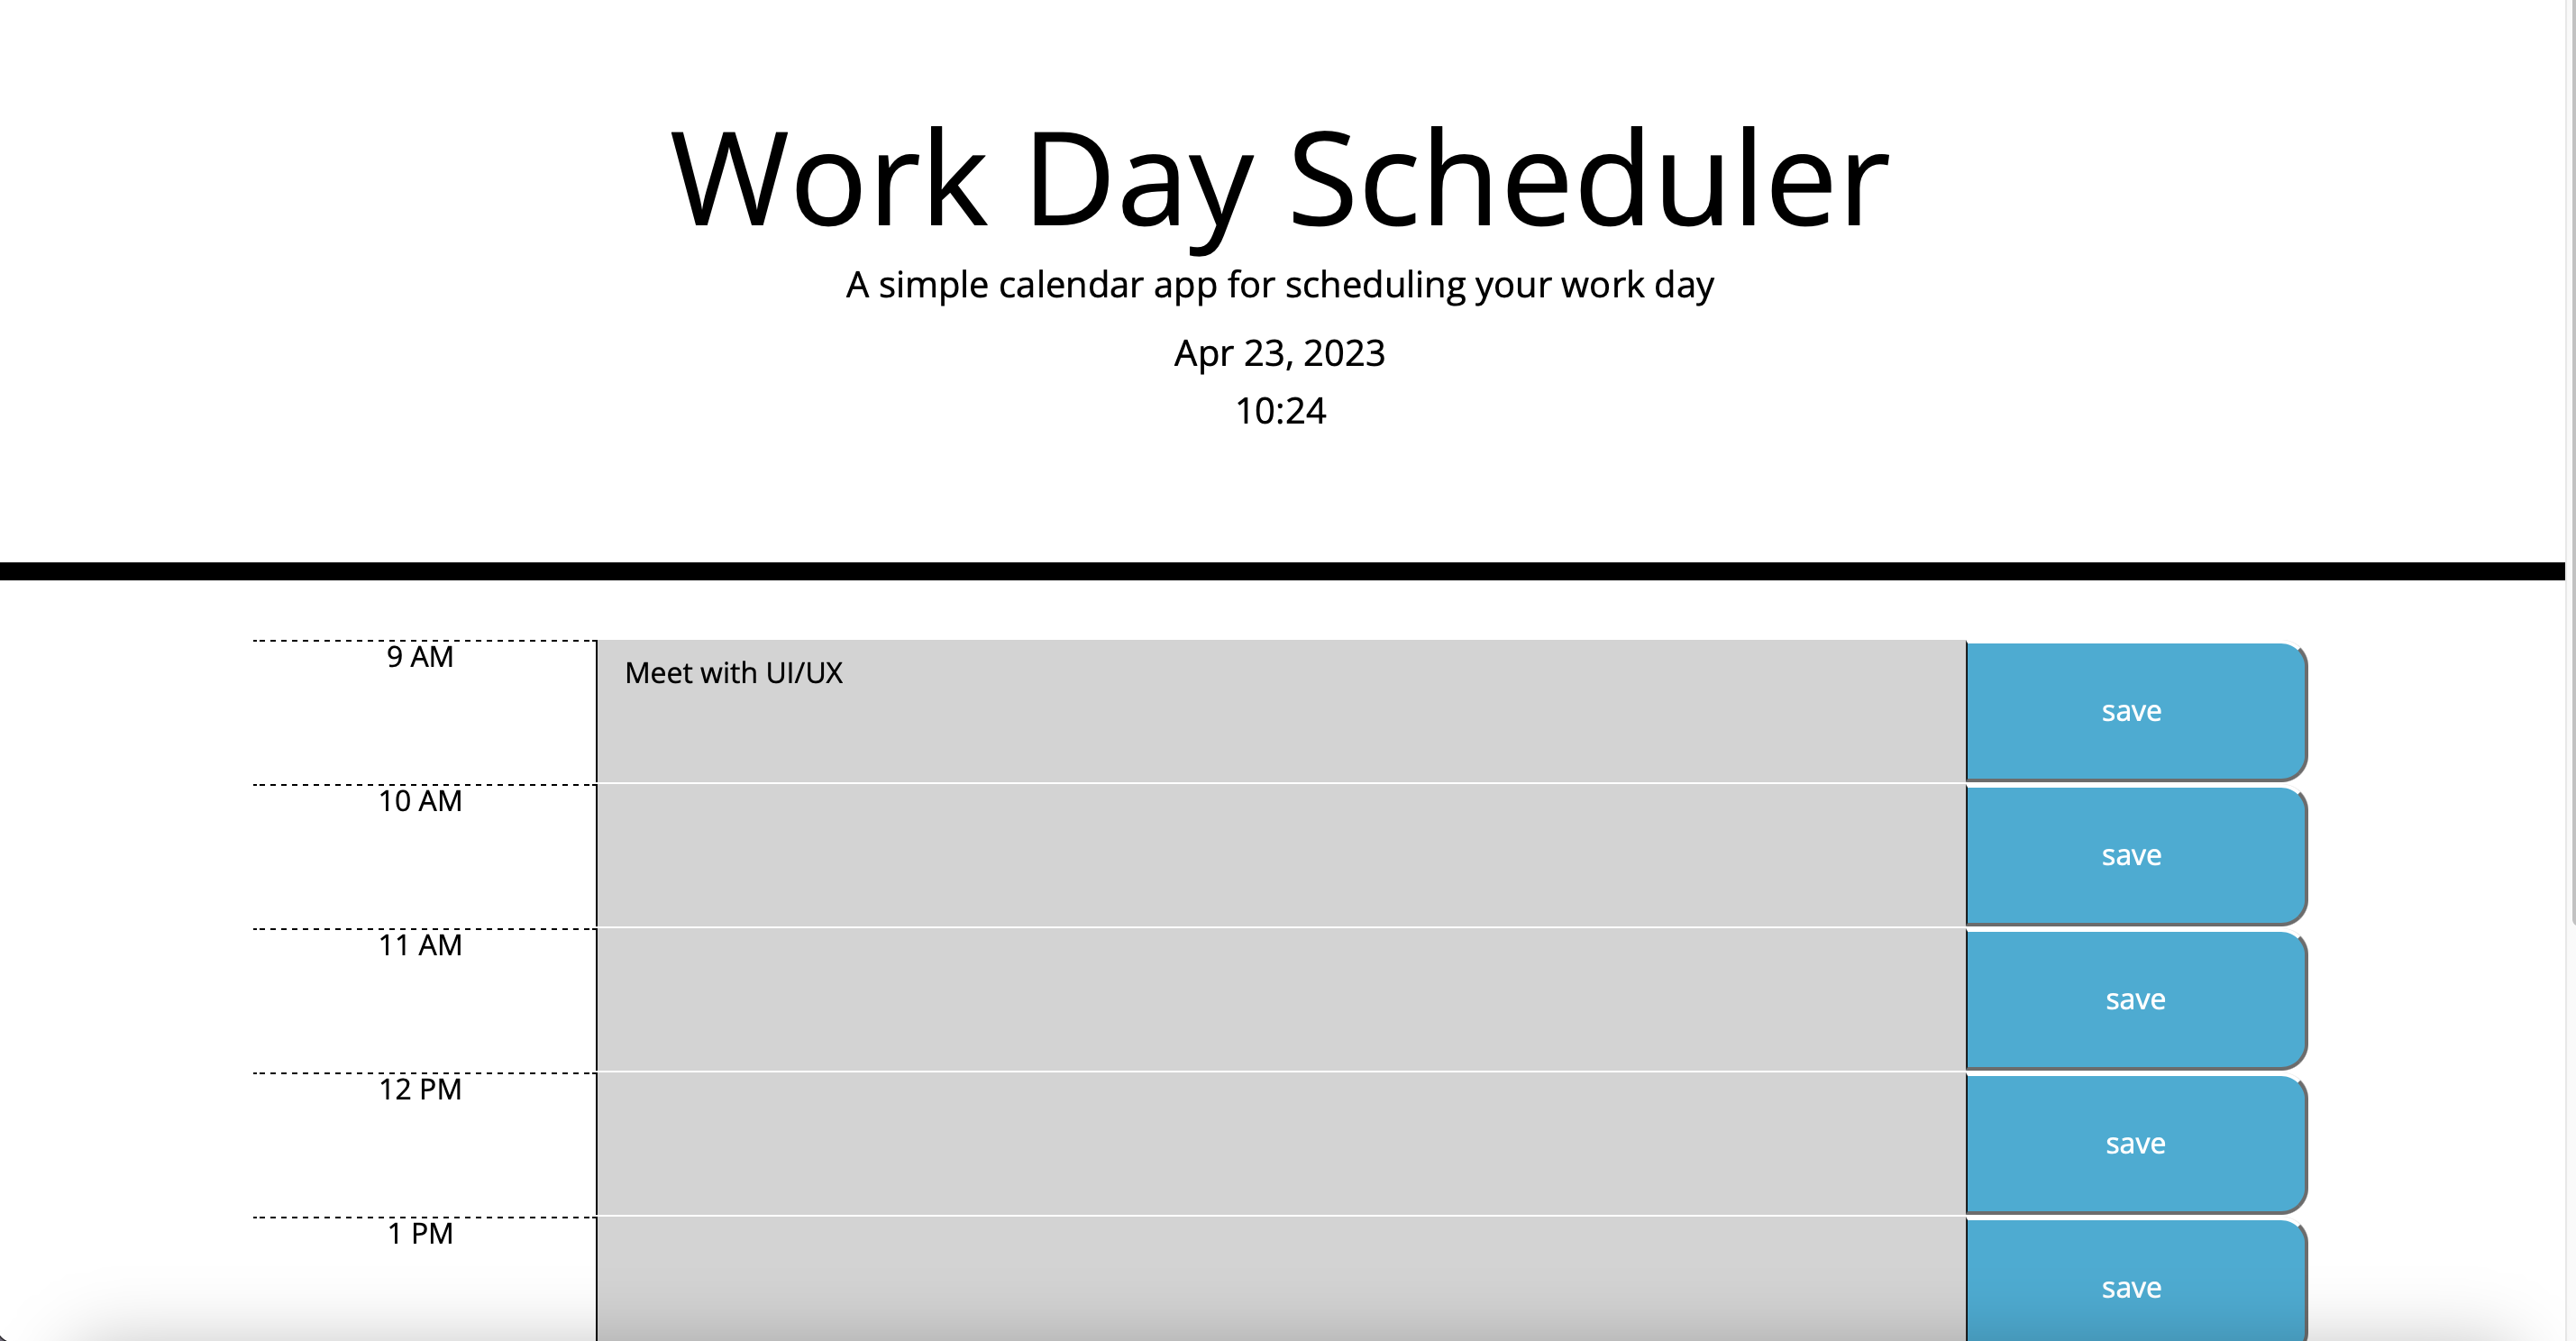 Work Day Scheduler
A simple calendar app for scheduling your work day
Apr 23, 2023
10:24
9 AM
Meet with UI/UX
save
10 AM
save
11 AM
save
12 PM
save
1 PM
save